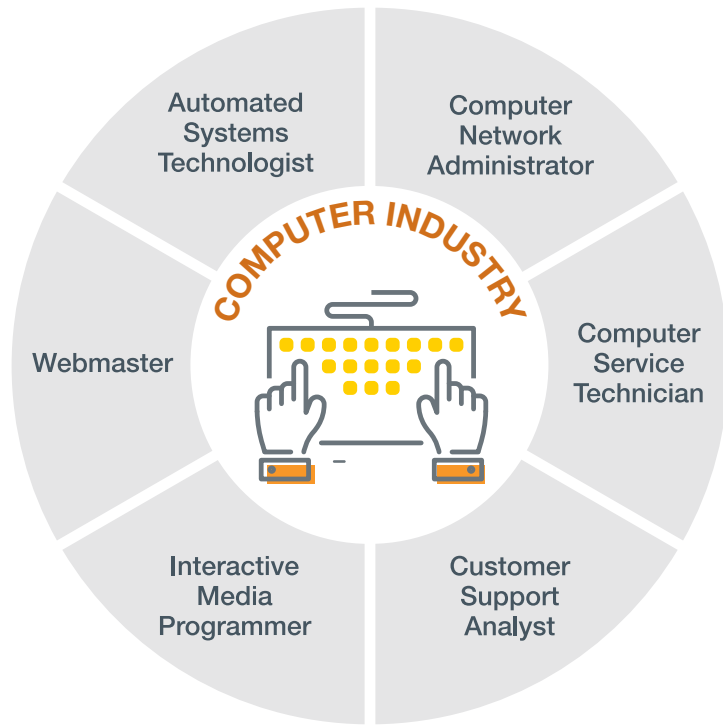 Automated
Systems
Technologist
Computer
Network
Administrator
COMPUTER INDUSTRY
Webmaster
Computer
Service
Technician
Interactive
Media
Programmer
Customer
Support
Analyst